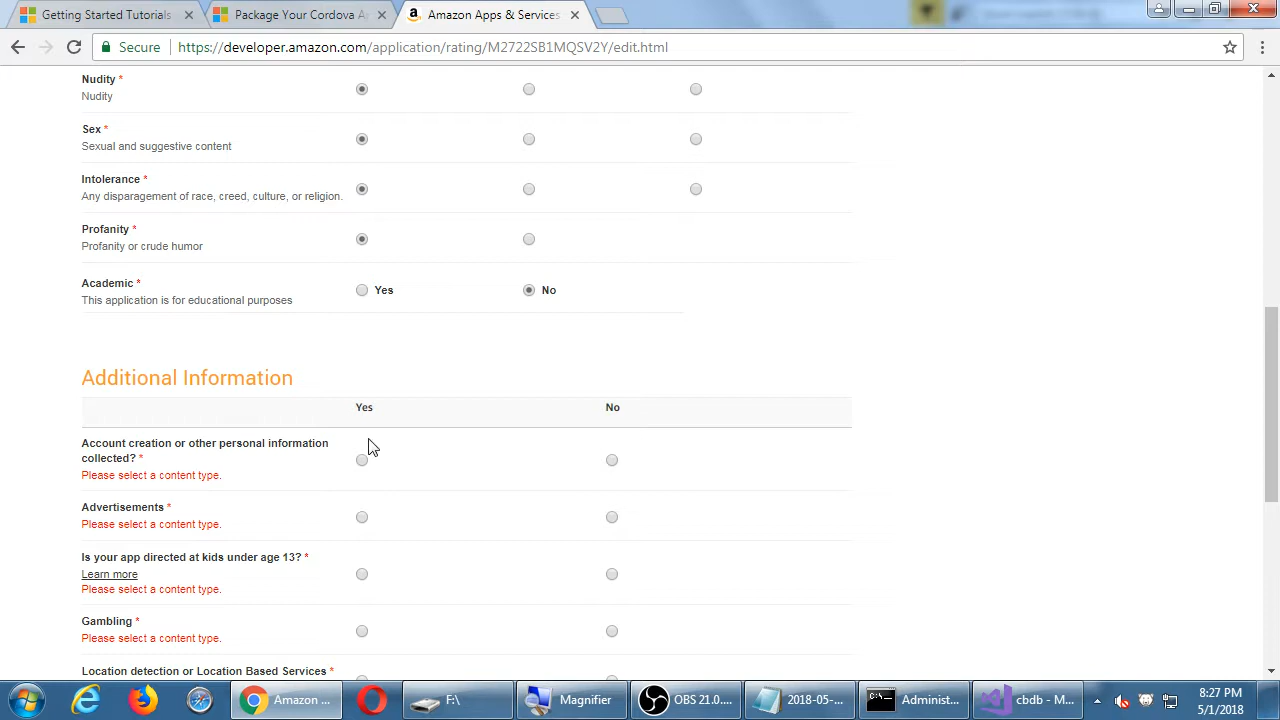 Getting Started Tutorials
Package Your Cordova A
Amazon Apps & Services
Secure
https://developer.amazon.com/application/rating/M2722SB1MQSV2Y/edit.html
Nudity *
Nudity
Sex *
Sexual and suggestive content
Intolerance *
Any disparagement of race, creed, culture, or religion.
Profanity *
Profanity or crude humor
Academic *
This application is for educational purposes
Yes
No
Additional Information
Yes
No
Account creation or other personal information
collected? *
Please select a content type.
Advertisements *
Please select a content type.
Is your app directed at kids under age 13? *
Learn more
Please select a content type.
Gambling *
Please select a content type.
Location detection or Location Based Services *
Amazon ...
F:\
Magnifier
OBS 21.0....
2018-05-...
Administ...
cbdb - M...
8:27 PM
5/1/2018